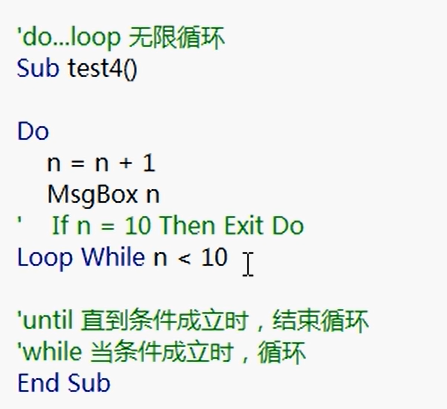 'do...loop 无限循环
Sub test4()
Do
n = n + 1
MsgBox n
' If n = 10 Then Exit Do
Loop While n < 10
'until 直到条件成立时，结束循环
'while 当条件成立时，循环
End Sub